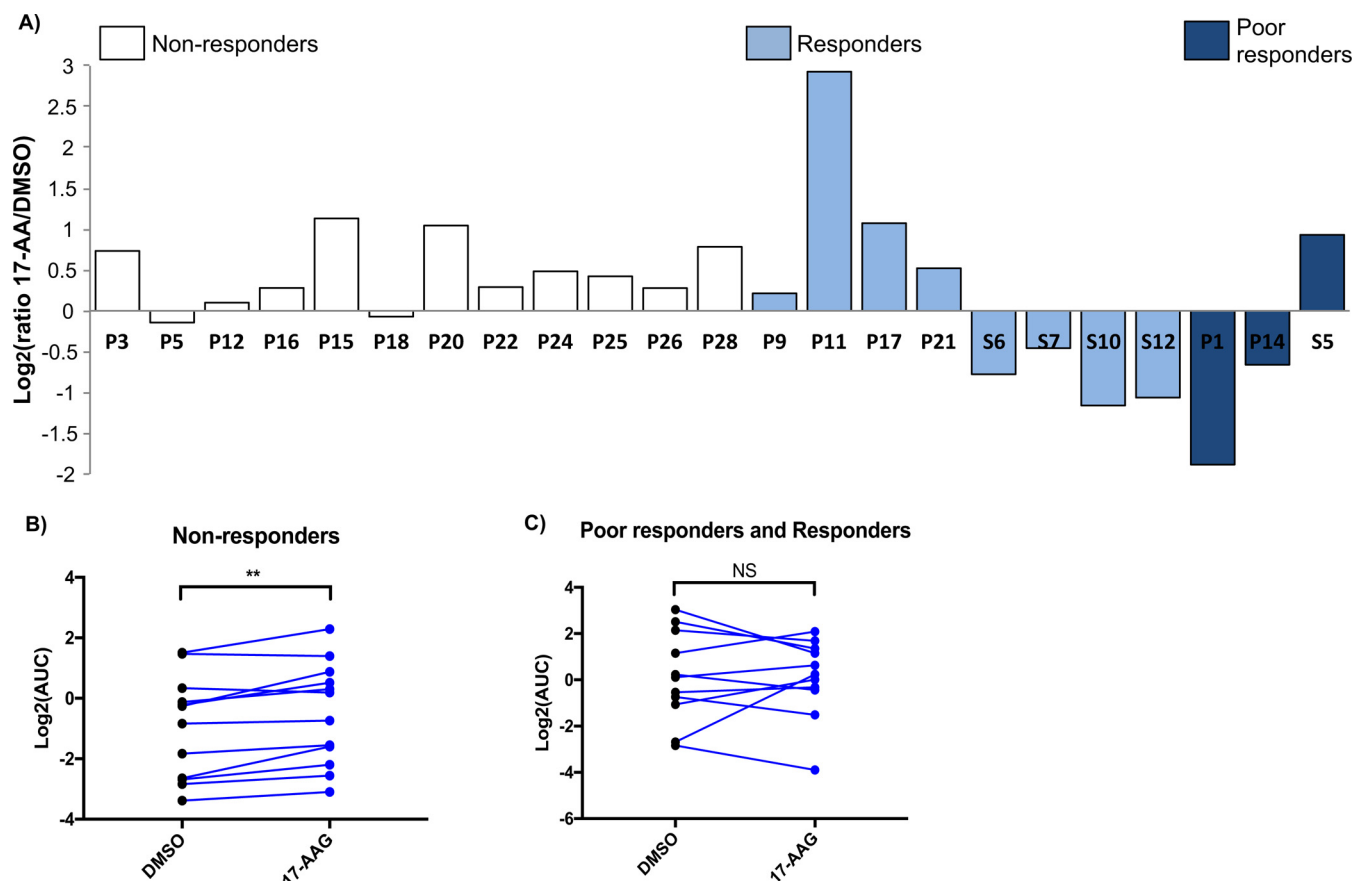 A)
Non-responders
Responders
Poor
responders
Log2(ratio 17-AA/DMSO)
3
2.5
2
1.5
1
0.5
0
-0.5
-1
-1.5
-2
P3 P5 P12 P16 P15 P18 P20 P22 P24 P25 P26 P28 P9 P11 P17 P21 S6 S7 S10 S12 P1 P14 S5
B)
Non-responders
**
Log2(AUC)
4
2
0
-2
-4
DMSO
17-AAG
C)
Poor responders and Responders
NS
Log2(AUC)
4
2
0
-2
-4
-6
DMSO
17-AAG